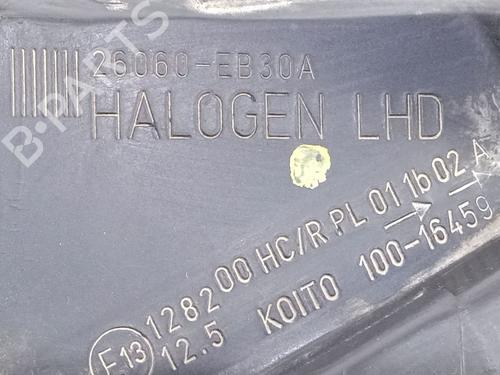 26060-EB30A
HALOGEN LHD
B-PARTS
128200 HC/R PL 01 1b 02 A
E13 12.5 KOITO 100-16459